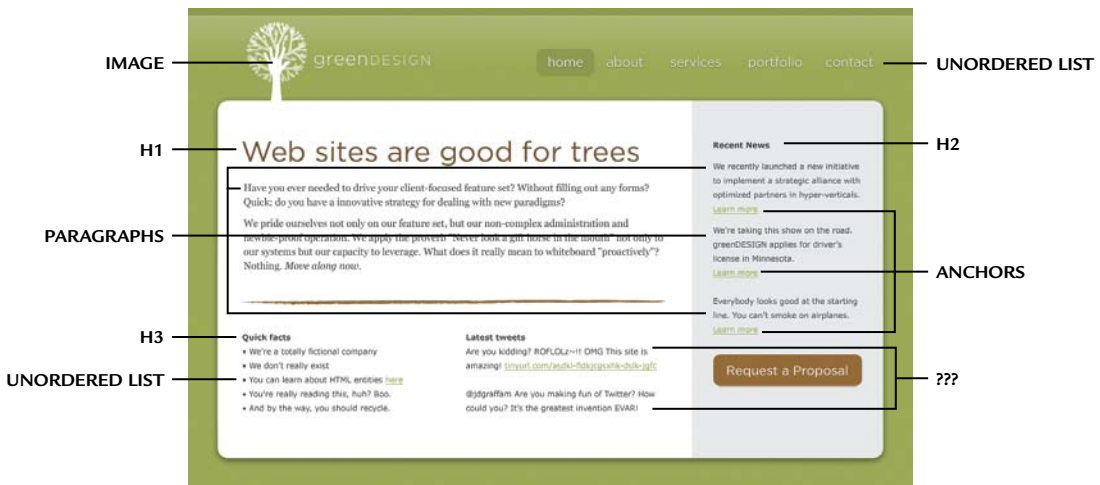 IMAGE
greenDESIGN
home about services portfolio contact
UNORDERED LIST
H1
Web sites are good for trees
Have you ever needed to drive your client-focused feature set? Without filling out any forms?
Quick: do you have a innovative strategy for dealing with new paradigms?
PARAGRAPHS
We pride ourselves not only on our feature set, but our non-complex administration and
newbie-proof operation. We apply the proverb "Never look a gift horse in the mouth" not only to
our systems but our capacity to leverage. What does it really mean to whiteboard "proactively"?
Nothing. Move along now.
Recent News
H2
We recently launched a new initiative
to implement a strategic alliance with
optimized partners in hyper-verticals.
Learn more
We're taking this show on the road.
greenDESIGN applies for driver's
license in Minnesota.
Learn more
ANCHORS
Everybody looks good at the starting
line. You can't smoke on airplanes.
Learn more
Request a Proposal
H3
Quick facts
• We're a totally fictional company
• We don't really exist
UNORDERED LIST
• You can learn about HTML entities here
• You're really reading this, huh? Boo.
• And by the way, you should recycle.
Latest tweets
Are you kidding? ROFLOLz~!! OMG This site is
amazing!
@jdgraffam Are you making fun of Twitter? How
could you? It's the greatest invention EVAR!
???